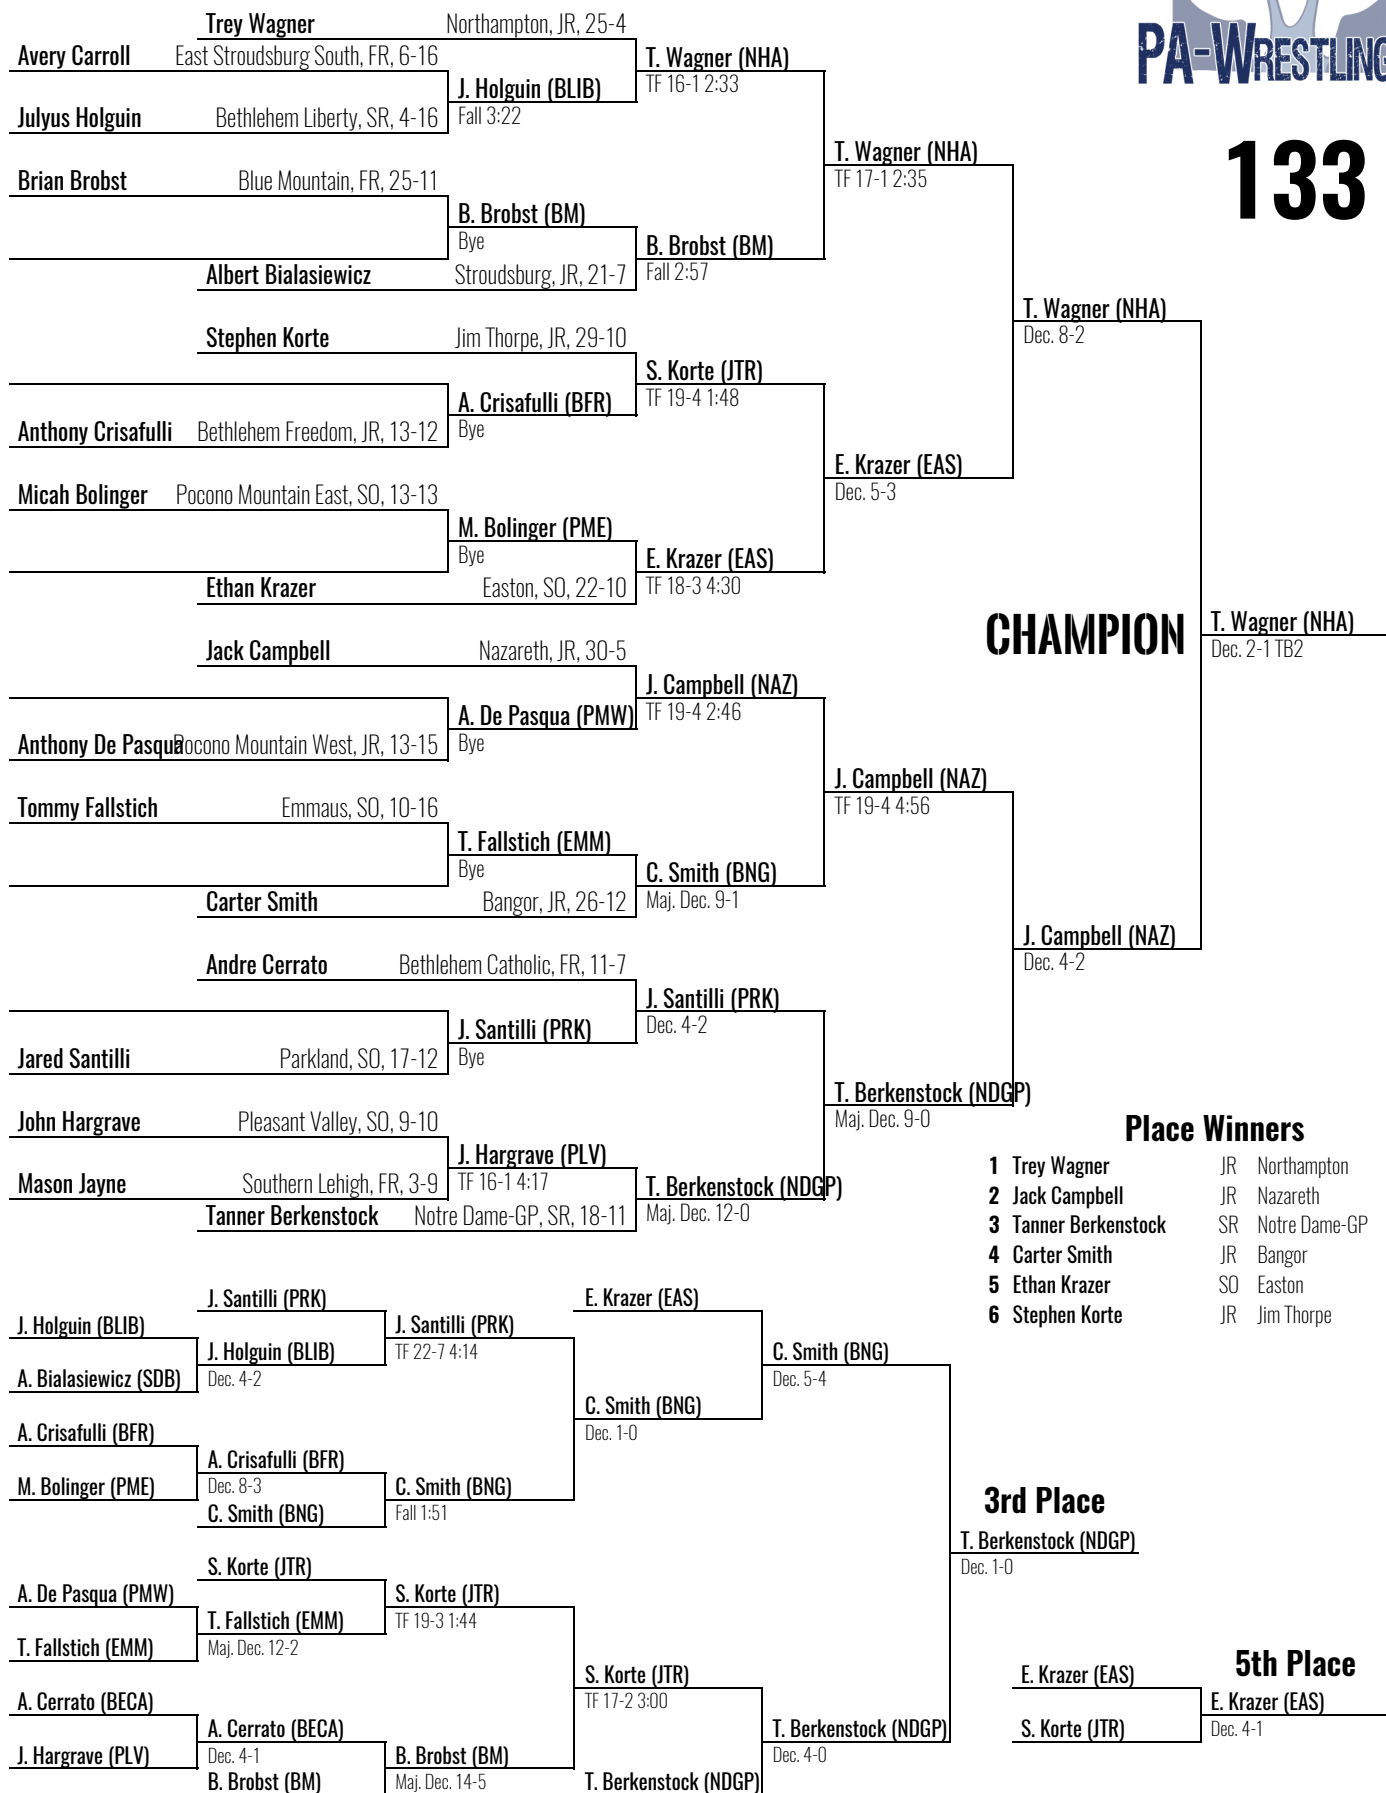 Trey Wagner Northampton, JR, 25-4
Avery Carroll East Stroudsburg South, FR, 6-16
T. Wagner (NHA)
PA-WRESTLING
J. Holguin (BLIB)
TF 16-1 2:33
Julyus Holguin Bethlehem Liberty, SR, 4-16
Fall 3:22
T. Wagner (NHA)
133
Brian Brobst Blue Mountain, FR, 25-11
TF 17-1 2:35
B. Brobst (BM)
Bye
B. Brobst (BM)
Albert Bialasiewicz Stroudsburg, JR, 21-7
Fall 2:57
T. Wagner (NHA)
Dec. 8-2
Stephen Korte Jim Thorpe, JR, 29-10
S. Korte (JTR)
A. Crisafulli (BFR)
TF 19-4 1:48
Anthony Crisafulli Bethlehem Freedom, JR, 13-12
Bye
E. Krazer (EAS)
Dec. 5-3
Micah Bolinger Pocono Mountain East, SO, 13-13
M. Bolinger (PME)
Bye
E. Krazer (EAS)
Ethan Krazer Easton, SO, 22-10
TF 18-3 4:30
CHAMPION
T. Wagner (NHA)
Dec. 2-1 TB2
Jack Campbell Nazareth, JR, 30-5
J. Campbell (NAZ)
A. De Pasqua (PMW)
TF 19-4 2:46
Anthony De Pasqua Pocono Mountain West, JR, 13-15
Bye
J. Campbell (NAZ)
Tommy Fallstich Emmaus, SO, 10-16
TF 19-4 4:56
T. Fallstich (EMM)
Bye
C. Smith (BNG)
Carter Smith Bangor, JR, 26-12
Maj. Dec. 9-1
J. Campbell (NAZ)
Dec. 4-2
Andre Cerrato Bethlehem Catholic, FR, 11-7
J. Santilli (PRK)
J. Santilli (PRK)
Dec. 4-2
Jared Santilli Parkland, SO, 17-12
Bye
T. Berkenstock (NDGP)
Maj. Dec. 9-0
John Hargrave Pleasant Valley, SO, 9-10
J. Hargrave (PLV)
Mason Jayne Southern Lehigh, FR, 3-9
TF 16-1 4:17
T. Berkenstock (NDGP)
Tanner Berkenstock Notre Dame-GP, SR, 18-11
Maj. Dec. 12-0
Place Winners
1 Trey Wagner JR Northampton
2 Jack Campbell JR Nazareth
3 Tanner Berkenstock SR Notre Dame-GP
4 Carter Smith JR Bangor
5 Ethan Krazer SO Easton
6 Stephen Korte JR Jim Thorpe
J. Santilli (PRK)
E. Krazer (EAS)
J. Holguin (BLIB)
J. Santilli (PRK)
J. Holguin (BLIB)
TF 22-7 4:14
C. Smith (BNG)
A. Bialasiewicz (SDB)
Dec. 4-2
Dec. 5-4
C. Smith (BNG)
A. Crisafulli (BFR)
Dec. 1-0
A. Crisafulli (BFR)
M. Bolinger (PME)
Dec. 8-3
C. Smith (BNG)
C. Smith (BNG)
Fall 1:51
3rd Place
T. Berkenstock (NDGP)
Dec. 1-0
S. Korte (JTR)
A. De Pasqua (PMW)
S. Korte (JTR)
T. Fallstich (EMM)
TF 19-3 1:44
T. Fallstich (EMM)
Maj. Dec. 12-2
S. Korte (JTR)
TF 17-2 3:00
A. Cerrato (BECA)
A. Cerrato (BECA)
T. Berkenstock (NDGP)
J. Hargrave (PLV)
Dec. 4-1
B. Brobst (BM)
Dec. 4-0
B. Brobst (BM)
Maj. Dec. 14-5
T. Berkenstock (NDGP)
5th Place
E. Krazer (EAS)
E. Krazer (EAS)
S. Korte (JTR)
Dec. 4-1